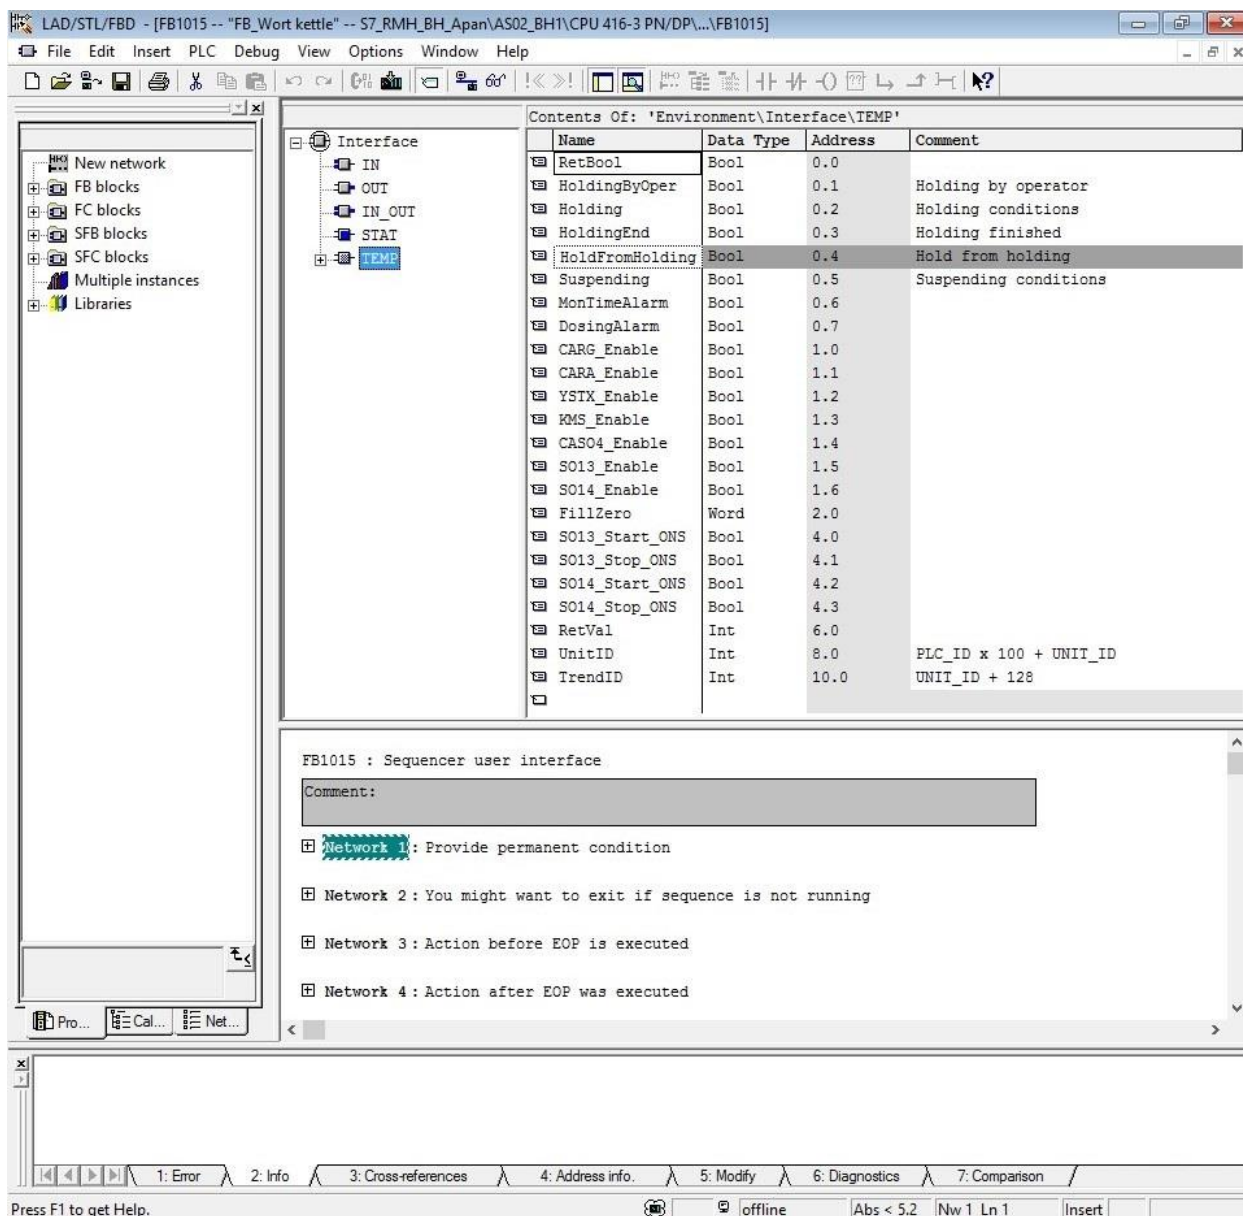 LAD/STL/FBD - [FB1015 -- "FB_Wort kettle" -- S7_RMH_BH_Apan\AS02_BH1\CPU 416-3 PN/DP\...\FB1015]
File Edit Insert PLC Debug View Options Window Help
New network
FB blocks
FC blocks
SFB blocks
SFC blocks
Multiple instances
Libraries
Pro... Cal... Net...
Interface
IN
OUT
IN_OUT
STAT
TEMP
Contents Of: 'Environment\Interface\TEMP'
Name Data Type Address Comment
RetBool Bool 0.0
HoldingByOper Bool 0.1 Holding by operator
Holding Bool 0.2 Holding conditions
HoldingEnd Bool 0.3 Holding finished
HoldFromHolding Bool 0.4 Hold from holding
Suspending Bool 0.5 Suspending conditions
MonTimeAlarm Bool 0.6
DosingAlarm Bool 0.7
CARG_Enable Bool 1.0
CARA_Enable Bool 1.1
YSTX_Enable Bool 1.2
KMS_Enable Bool 1.3
CASO4_Enable Bool 1.4
SO13_Enable Bool 1.5
SO14_Enable Bool 1.6
FillZero Word 2.0
SO13_Start_ONS Bool 4.0
SO13_Stop_ONS Bool 4.1
SO14_Start_ONS Bool 4.2
SO14_Stop_ONS Bool 4.3
RetVal Int 6.0
UnitID Int 8.0 PLC_ID x 100 + UNIT_ID
TrendID Int 10.0 UNIT_ID + 128
FB1015 : Sequencer user interface
Comment:
Network 1: Provide permanent condition
Network 2: You might want to exit if sequence is not running
Network 3: Action before EOP is executed
Network 4: Action after EOP was executed
1: Error 2: Info 3: Cross-references 4: Address info. 5: Modify 6: Diagnostics 7: Comparison
Press F1 to get Help. offline Abs < 5.2 Nw 1 Ln 1 Insert